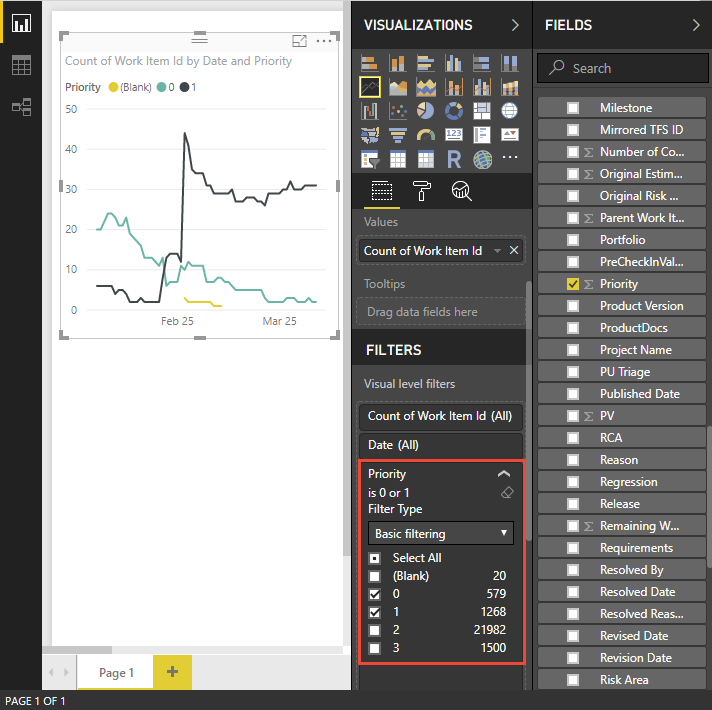 Count of Work Item Id by Date and Priority
Priority (Blank) 0 1
50
40
30
20
10
0
Feb 25 Mar 25
Page 1
PAGE 1 OF 1
VISUALIZATIONS
123
R
Values
Count of Work Item Id
Tooltips
Drag data fields here
FILTERS
Visual level filters
Count of Work Item Id (All)
Date (All)
Priority
is 0 or 1
Filter Type
Basic filtering
Select All
(Blank) 20
0 579
1 1268
2 21982
3 1500
FIELDS
Search
Milestone
Mirrored TFS ID
Number of Co...
Original Estim...
Original Risk ...
Parent Work It...
Portfolio
PreCheckInVal...
Priority
Product Version
ProductDocs
Project Name
PU Triage
Published Date
PV
RCA
Reason
Regression
Release
Remaining W...
Requirements
Resolved By
Resolved Date
Resolved Reas...
Revised Date
Revision Date
Risk Area